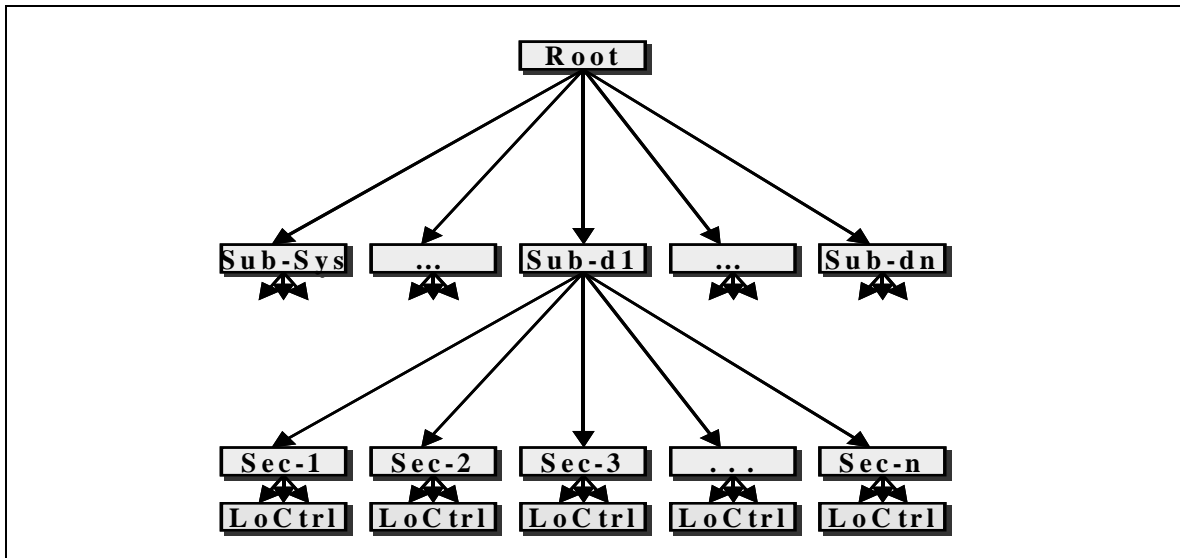 Root
Sub-Sys ... Sub-d1 ... Sub-dn
Sec-1 Sec-2 Sec-3 ... Sec-n
LoCtrl LoCtrl LoCtrl LoCtrl LoCtrl